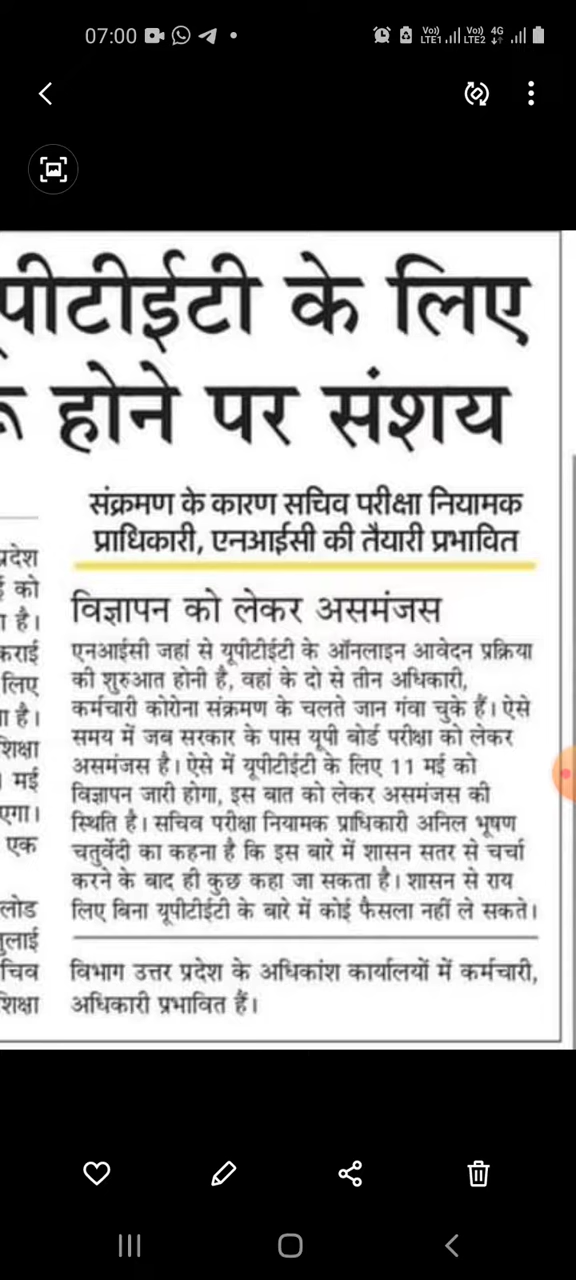 07:00
Vo)) LTE1 Vo)) LTE2 4G
पीटीईटी के लिए
होने पर संशय
संक्रमण के कारण सचिव परीक्षा नियामक
प्राधिकारी, एनआईसी की तैयारी प्रभावित
विज्ञापन को लेकर असमंजस
एनआईसी जहां से यूपीटीईटी के ऑनलाइन आवेदन प्रक्रिया
की शुरुआत होनी है, वहां के दो से तीन अधिकारी,
कर्मचारी कोरोना संक्रमण के चलते जान गंवा चुके हैं। ऐसे
समय में जब सरकार के पास यूपी बोर्ड परीक्षा को लेकर
असमंजस है। ऐसे में यूपीटीईटी के लिए 11 मई को
विज्ञापन जारी होगा, इस बात को लेकर असमंजस की
स्थिति है। सचिव परीक्षा नियामक प्राधिकारी अनिल भूषण
चतुर्वेदी का कहना है कि इस बारे में शासन सतर से चर्चा
करने के बाद ही कुछ कहा जा सकता है। शासन से राय
लिए बिना यूपीटीईटी के बारे में कोई फैसला नहीं ले सकते।
विभाग उत्तर प्रदेश के अधिकांश कार्यालयों में कर्मचारी,
अधिकारी प्रभावित हैं।
को
है।
लिए
है।
मई
एक